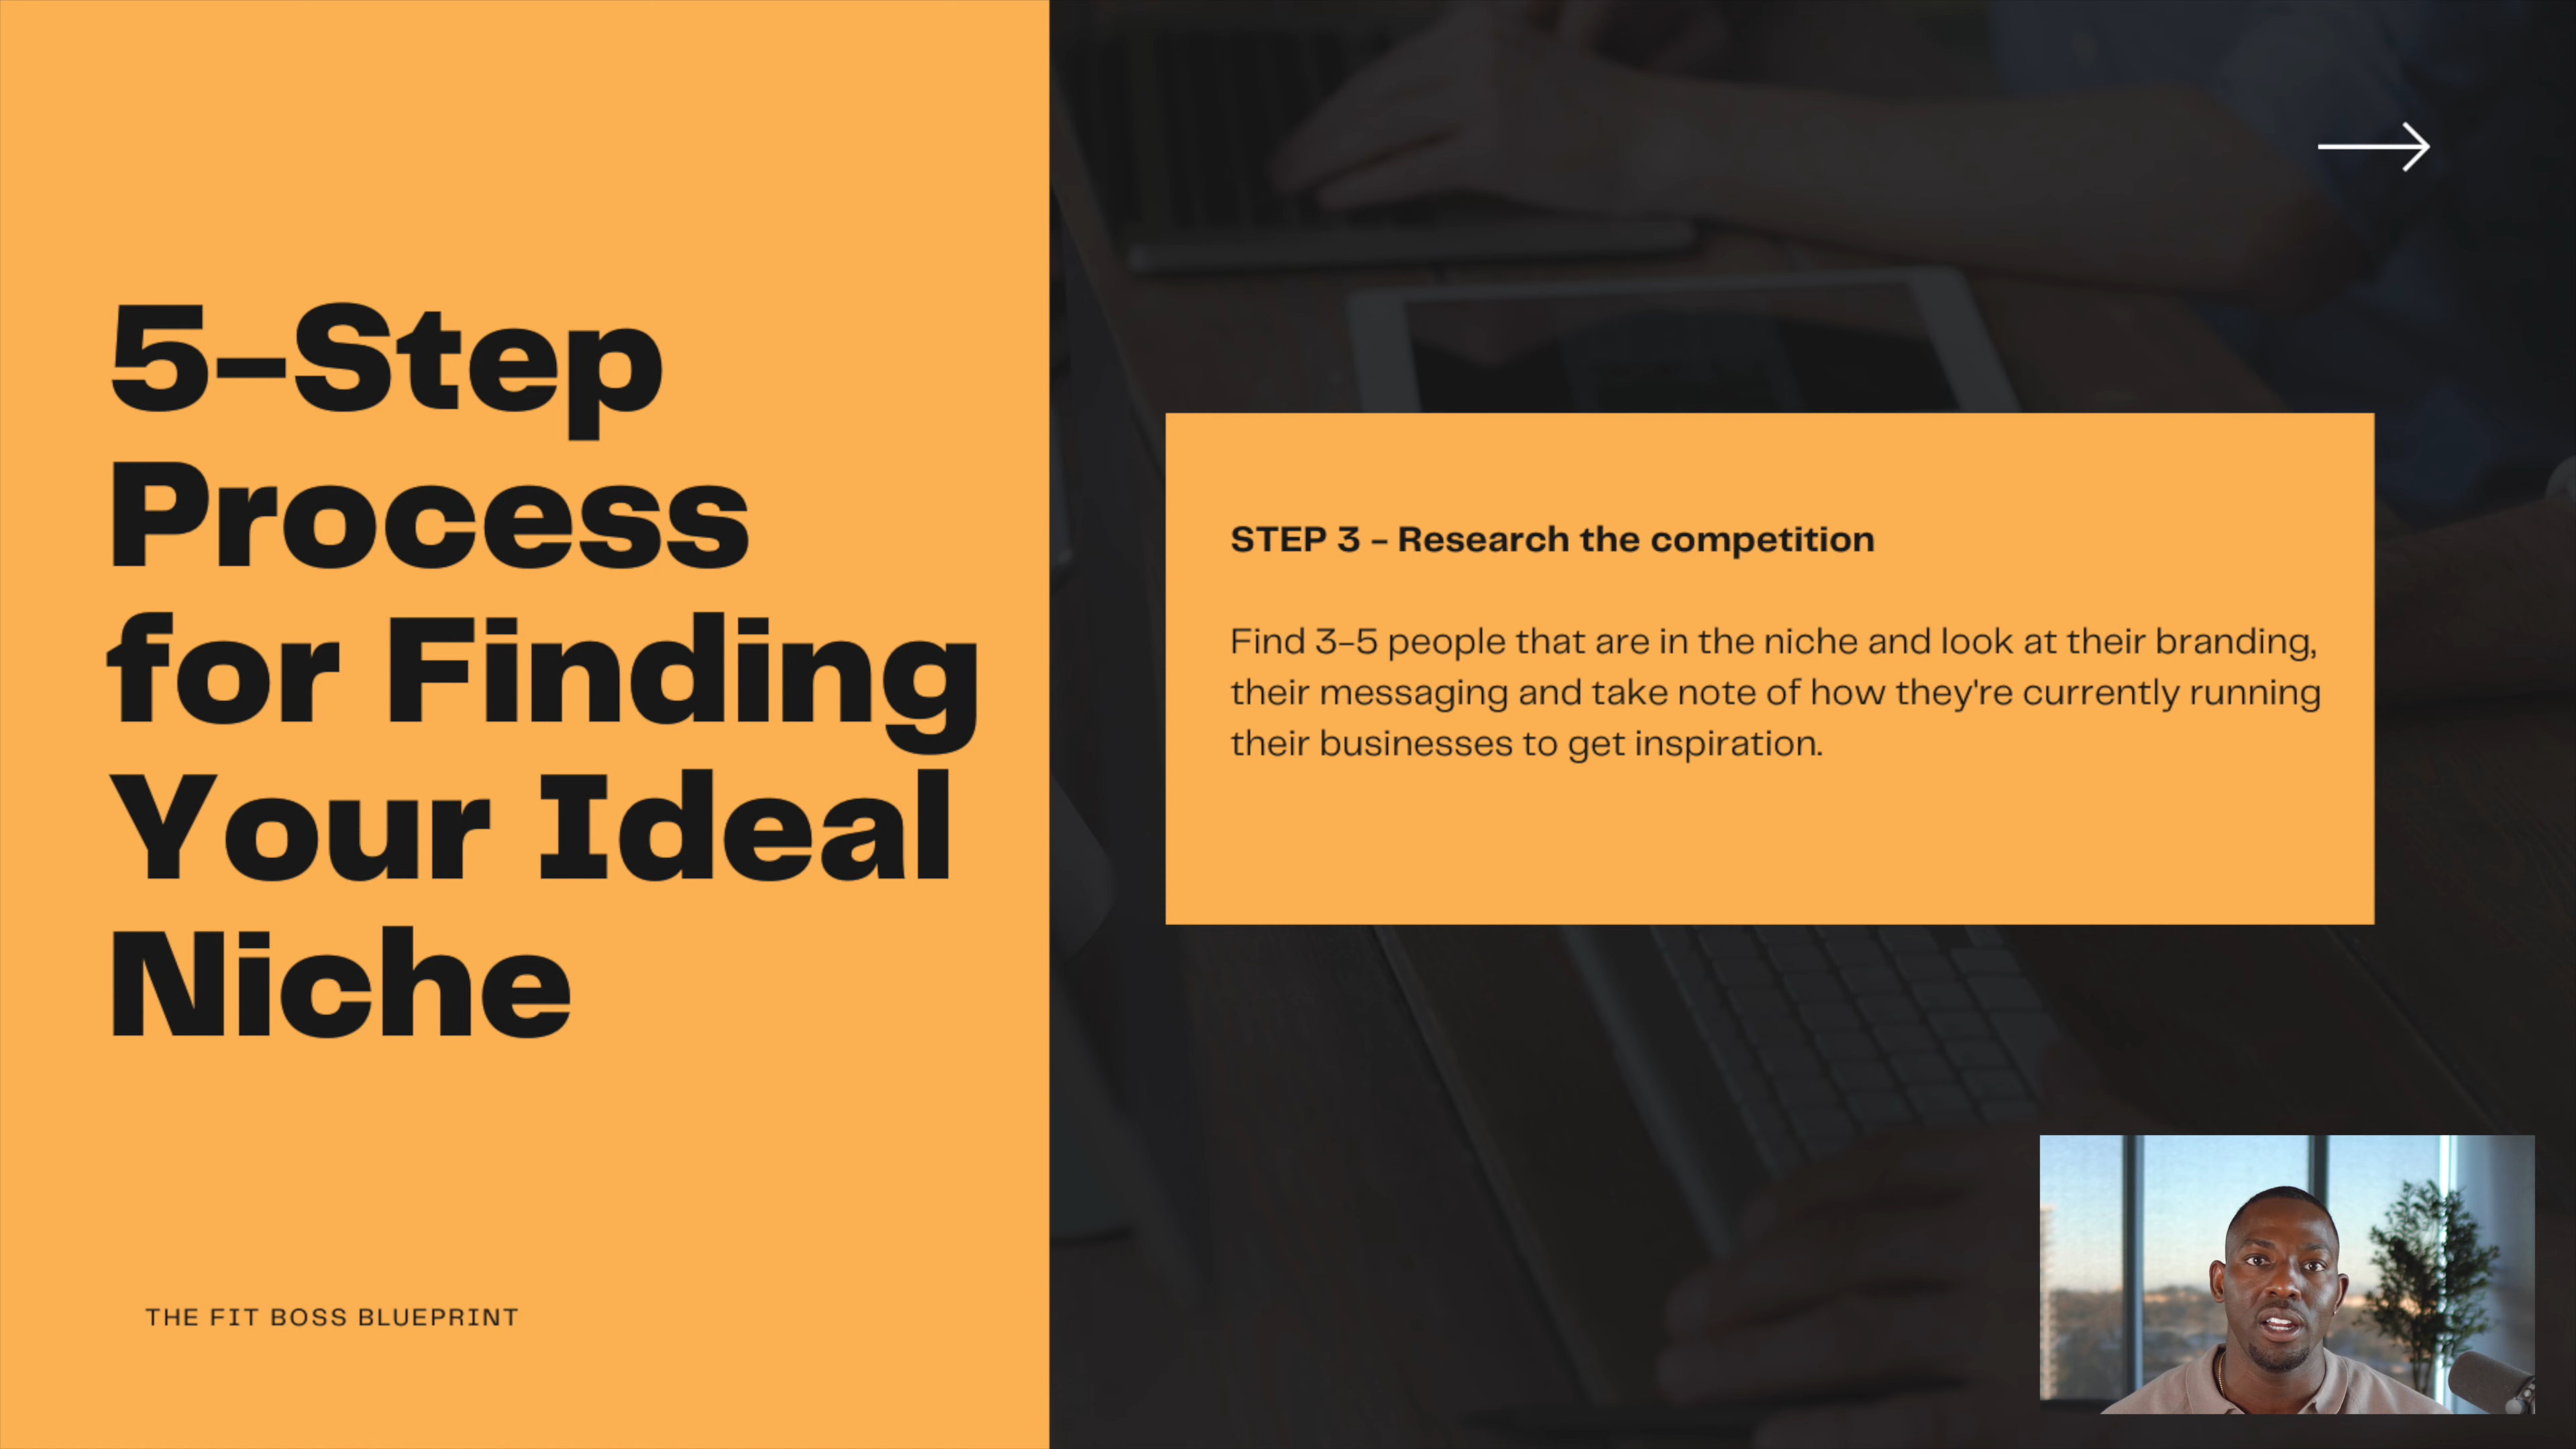 5-Step
Process
for Finding
Your Ideal
Niche
THE FIT BOSS BLUEPRINT
STEP 3 - Research the competition
Find 3-5 people that are in the niche and look at their branding,
their messaging and take note of how they're currently running
their businesses to get inspiration.